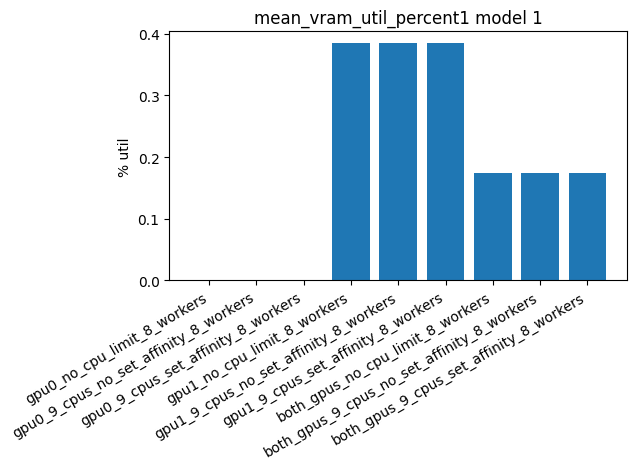 mean_vram_util_percent1 model 1
% util
0.4
0.3
0.2
0.1
0.0
gpu0_no_cpu_limit_8_workers
gpu0_9_cpus_no_set_affinity_8_workers
gpu0_9_cpus_set_affinity_8_workers
gpu1_no_cpu_limit_8_workers
gpu1_9_cpus_no_set_affinity_8_workers
gpu1_9_cpus_set_affinity_8_workers
both_gpus_no_cpu_limit_8_workers
both_gpus_9_cpus_no_set_affinity_8_workers
both_gpus_9_cpus_set_affinity_8_workers